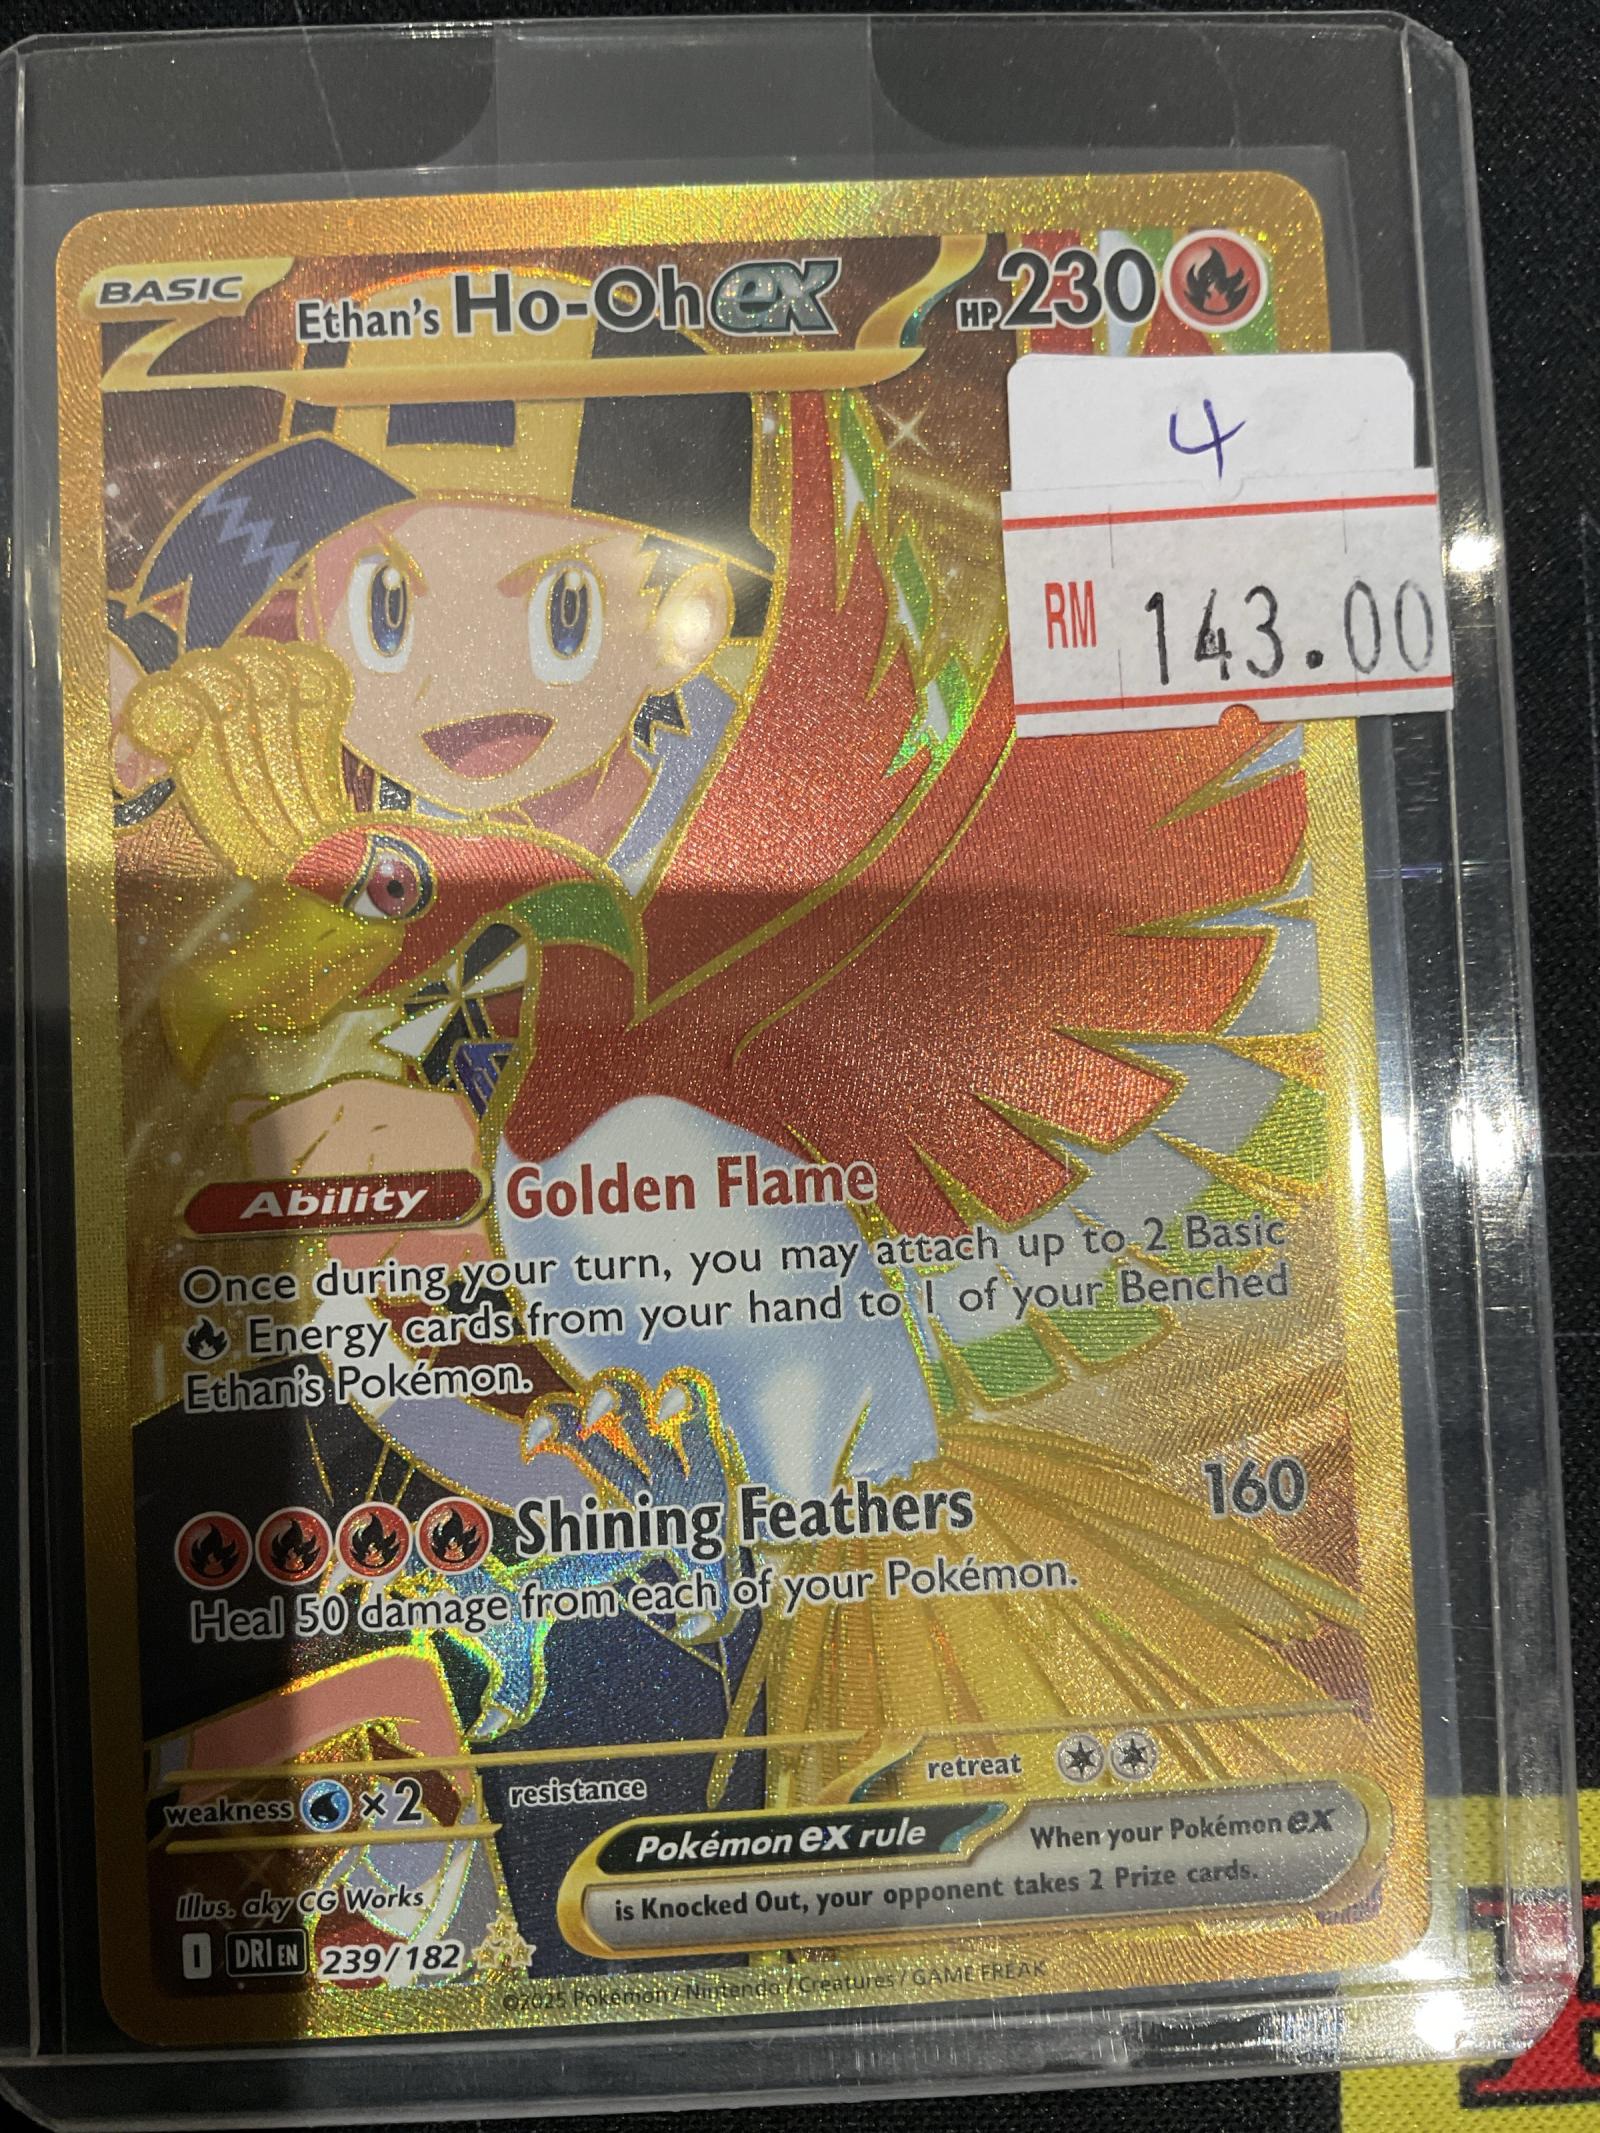 BASIC
Ethan's Ho-Oh ex HP 230
4
RM 143.00
Ability Golden Flame
Once during your turn, you may attach up to 2 Basic
Energy cards from your hand to 1 of your Benched
Ethan's Pokémon.
Shining Feathers 160
Heal 50 damage from each of your Pokémon.
weakness ×2 resistance retreat
Pokémon ex rule When your Pokémon ex
is Knocked Out, your opponent takes 2 Prize cards.
Illus. aky CG Works
I DRI EN 239/182
©2025 Pokémon / Nintendo / Creatures / GAME FREAK